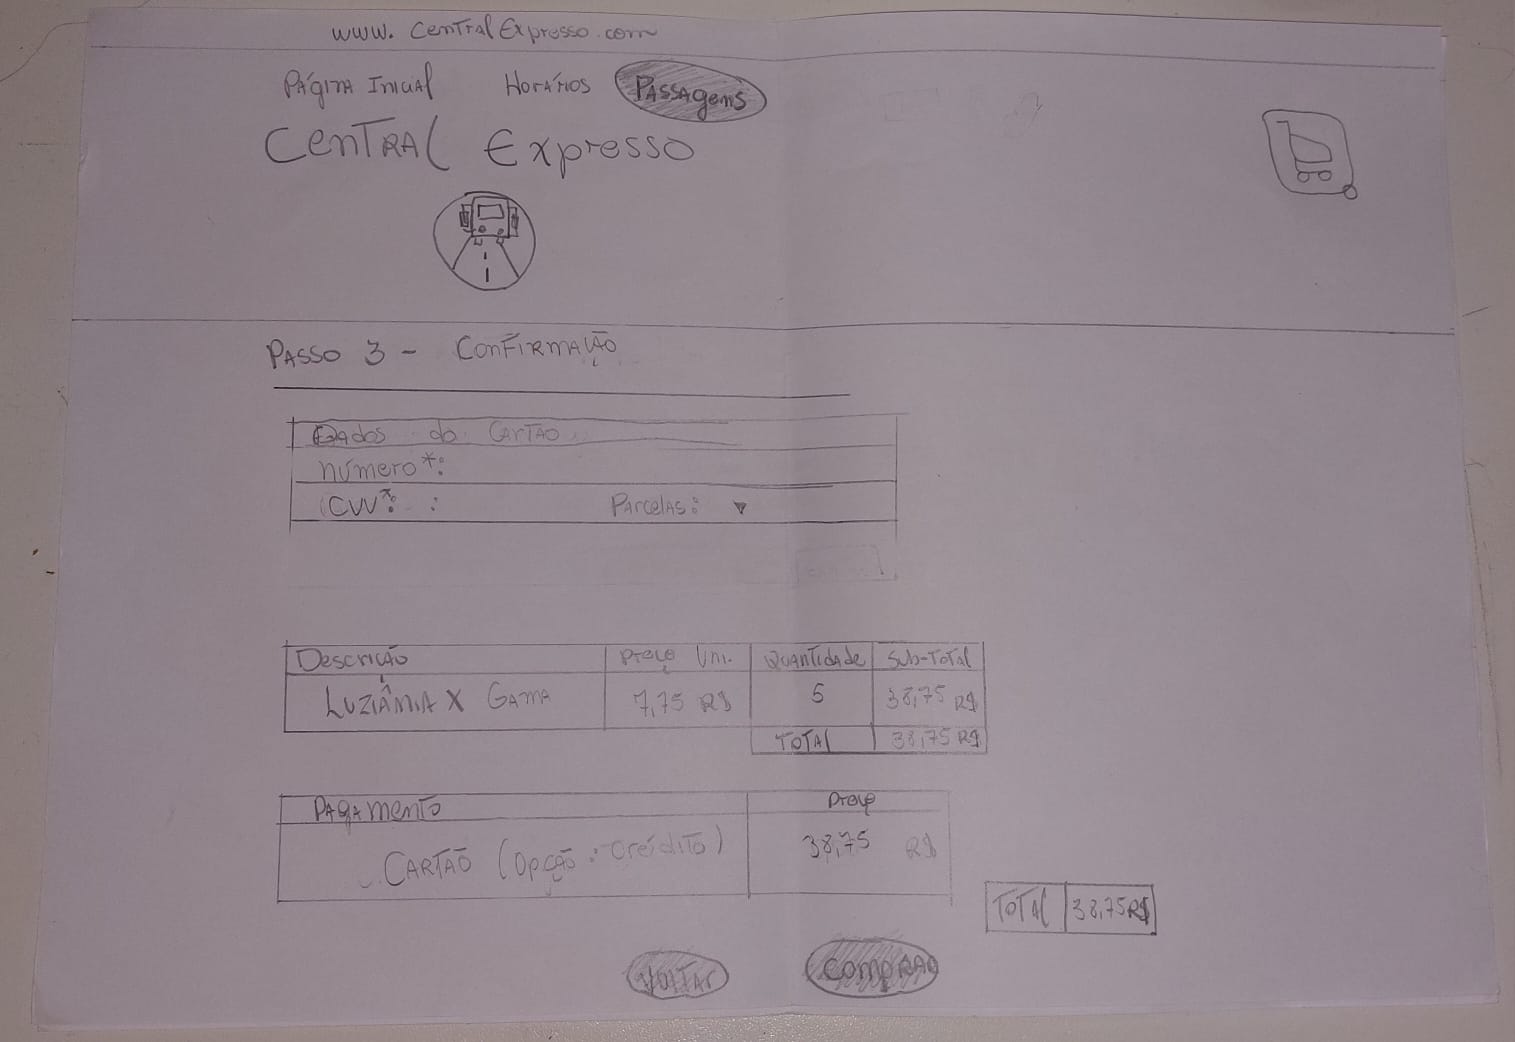 www.CentralExpresso.com
Página Inicial Horários Passagens
Central Expresso
Passo 3 - Confirmação
Dados do Cartão
Número*:
CVV*: : Parcelas:
Descrição Preço Uni. Quantidade Sub-Total
Luziânia X Gama 7,75 R$ 5 38,75 R$
Total 38,75 R$
Pagamento Preço
Cartão (Opção: Crédito) 38,75 R$
Total 38,75 R$
Voltar Comprar